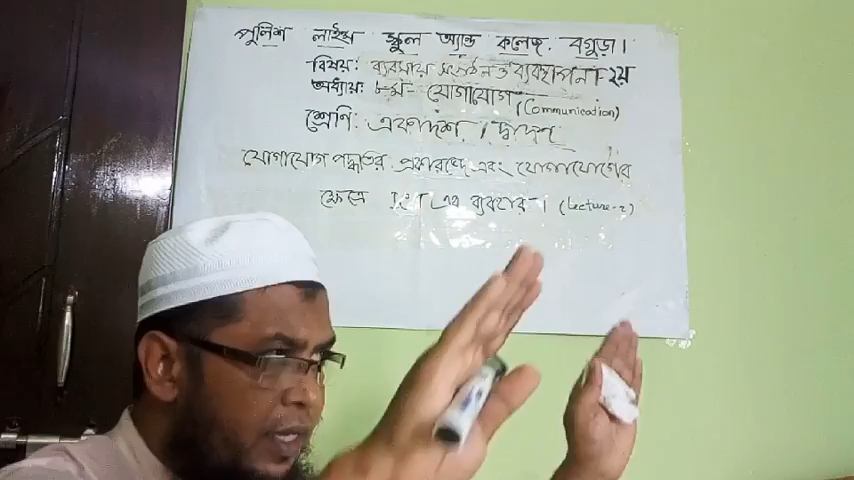 পুলিশ লাইন্স স্কুল অ্যান্ড কলেজ, বগুড়া।
বিষয়: ব্যবসায় সংগঠন ও ব্যবস্থাপনা ২য়
অধ্যায়: ৮ম- যোগাযোগ (Communication)
শ্রেণি: একাদশ / দ্বাদশ
যোগাযোগ পদ্ধতির প্রকারভেদ এবং যোগাযোগের
ক্ষেত্রে ICT এর ব্যবহার। (Lecture-2)